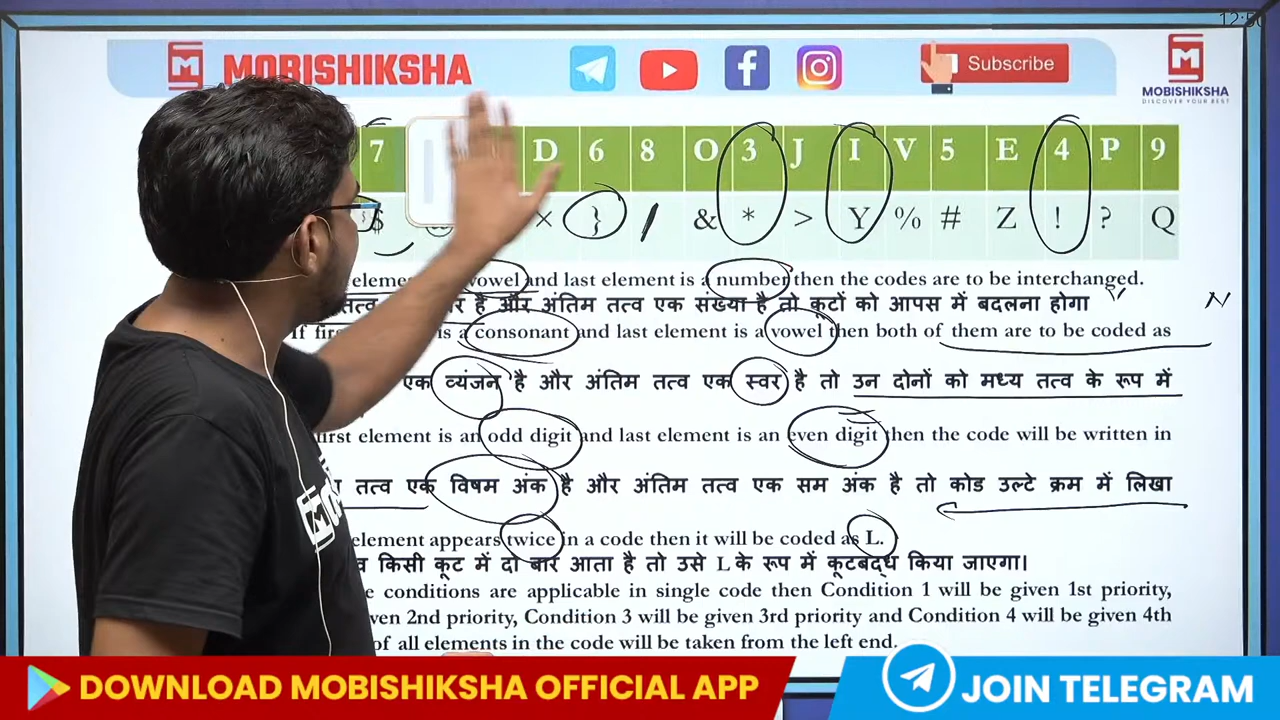 12:50
MOBISHIKSHA
Subscribe
MOBISHIKSHA
DISCOVER YOUR BEST
7 D 6 8 O 3 J I V 5 E 4 P 9
$ × } / & * > Y % # Z ! ? Q
vowel and last element is a number then the codes are to be interchanged.
है और अंतिम तत्व एक संख्या है तो कूटों को आपस में बदलना होगा
Y N
If is a consonant and last element is a vowel then both of them are to be coded as
एक व्यंजन है और अंतिम तत्व एक स्वर है तो उन दोनों को मध्य तत्व के रूप में
element is an odd digit and last element is an even digit then the code will be written in
तत्व एक विषम अंक है और अंतिम तत्व एक सम अंक है तो कोड उल्टे क्रम में लिखा
element appears twice in a code then it will be coded as L.
किसी कूट में दो बार आता है तो उसे L के रूप में कूटबद्ध किया जाएगा।
conditions are applicable in single code then Condition 1 will be given 1st priority,
2nd priority, Condition 3 will be given 3rd priority and Condition 4 will be given 4th
of all elements in the code will be taken from the left end.
DOWNLOAD MOBISHIKSHA OFFICIAL APP
JOIN TELEGRAM